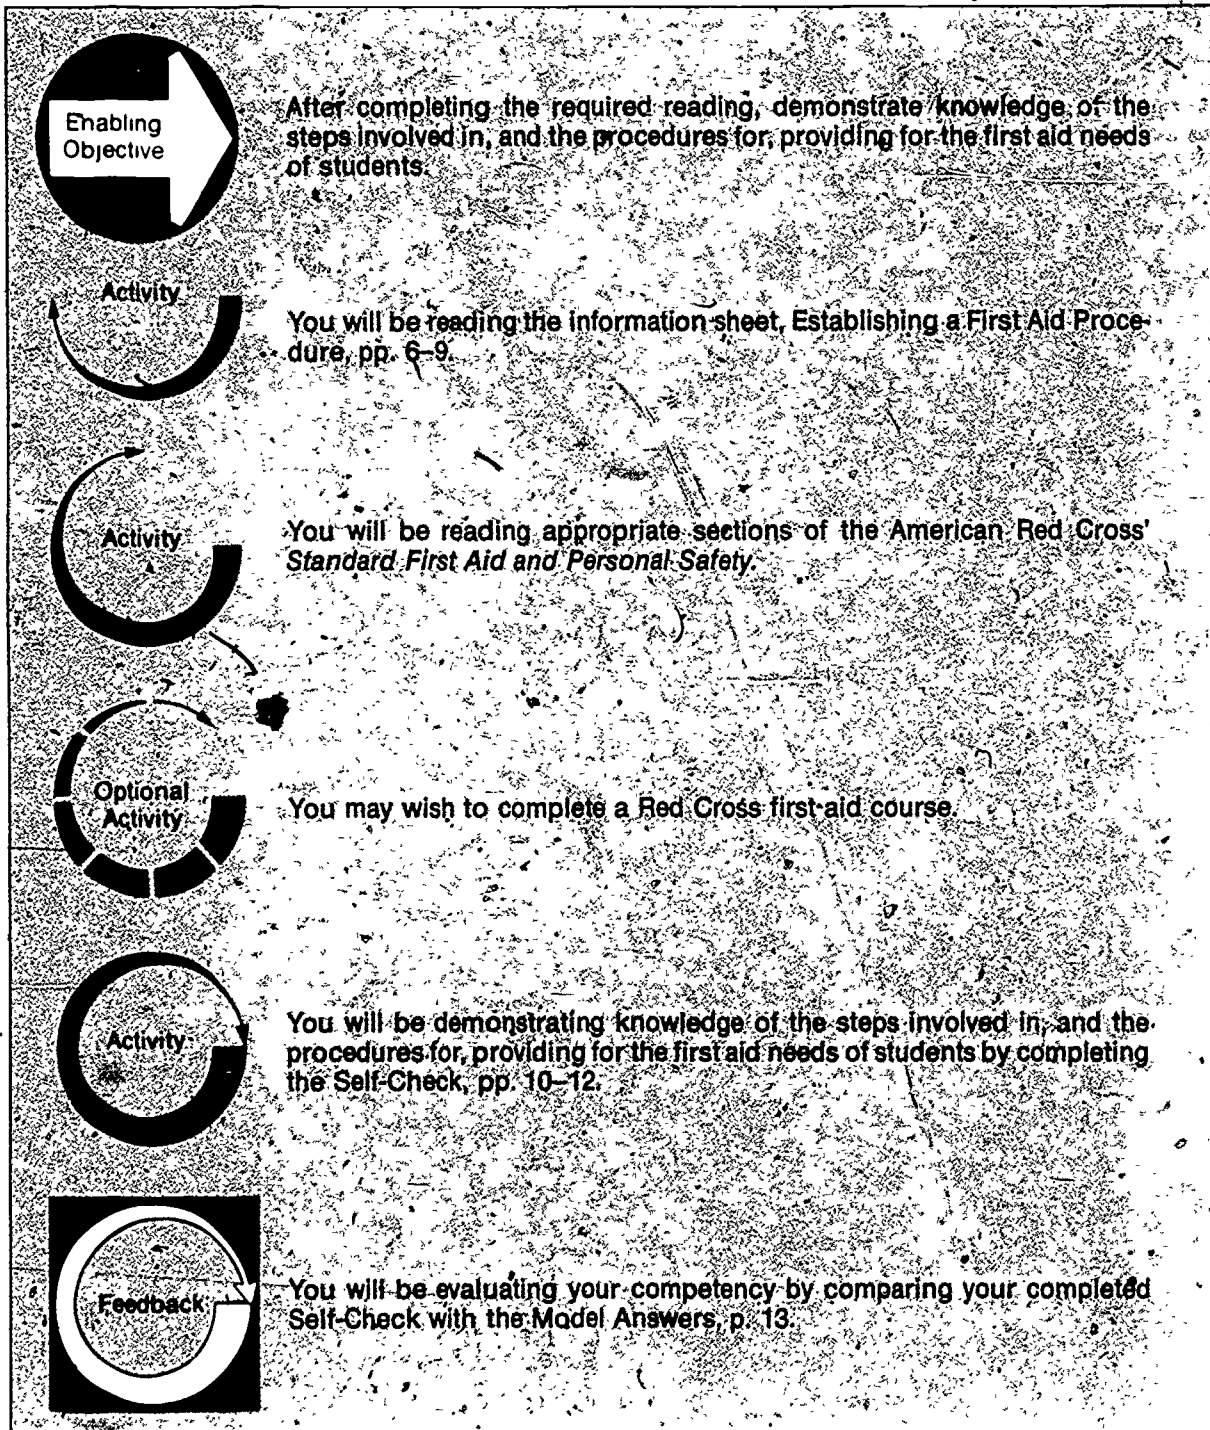 Enabling
Objective
After completing the required reading, demonstrate knowledge of the
steps involved in, and the procedures for, providing for the first aid needs
of students.
Activity
You will be reading the information sheet, Establishing a First Aid Proce-
dure, pp. 6–9.
Activity
You will be reading appropriate sections of the American Red Cross'
Standard First Aid and Personal Safety.
Optional
Activity
You may wish to complete a Red Cross first-aid course.
Activity
You will be demonstrating knowledge of the steps involved in, and the
procedures for, providing for the first aid needs of students by completing
the Self-Check, pp. 10–12.
Feedback
You will be evaluating your competency by comparing your completed
Self-Check with the Model Answers, p. 13.